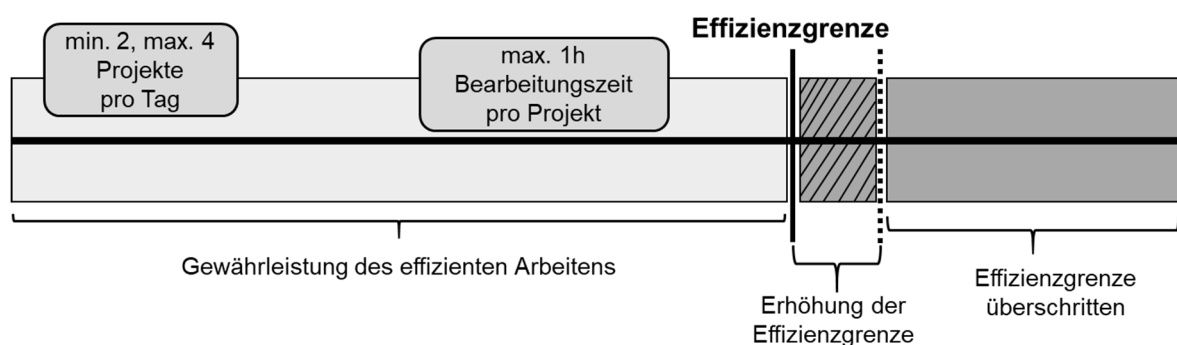 min. 2, max. 4
Projekte
pro Tag
max. 1h
Bearbeitungszeit
pro Projekt
Effizienzgrenze
Gewährleistung des effizienten Arbeitens
Erhöhung der
Effizienzgrenze
Effizienzgrenze
überschritten